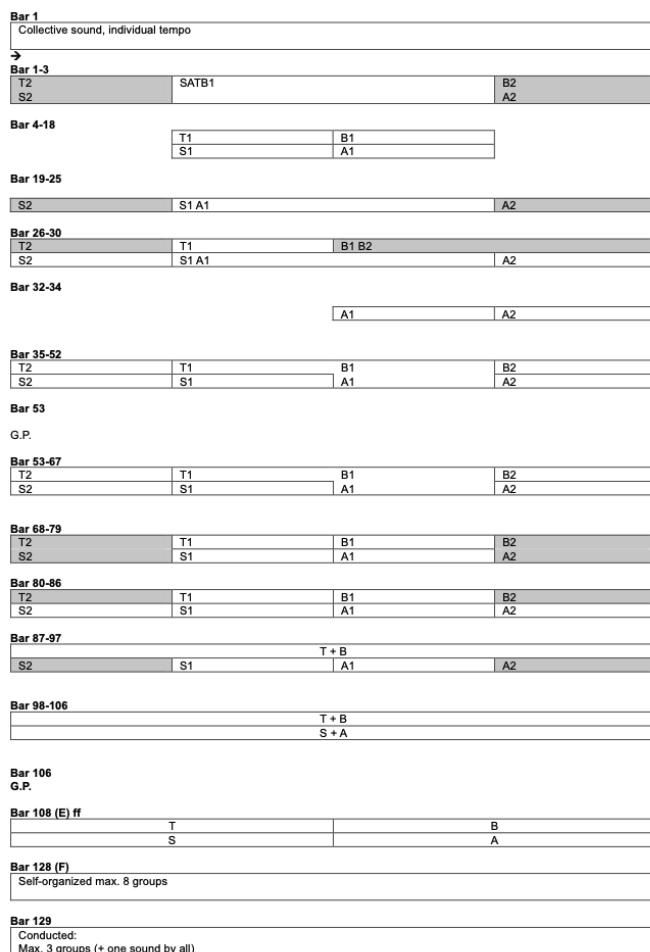 Bar 1
Collective sound, individual tempo
→
Bar 1-3
T2 SATB1 B2
S2 A2
Bar 4-18
T1 B1
S1 A1
Bar 19-25
S2 S1 A1 A2
Bar 26-30
T2 T1 B1 B2
S2 S1 A1 A2
Bar 32-34
A1 A2
Bar 35-52
T2 T1 B1 B2
S2 S1 A1 A2
Bar 53
G.P.
Bar 53-67
T2 T1 B1 B2
S2 S1 A1 A2
Bar 68-79
T2 T1 B1 B2
S2 S1 A1 A2
Bar 80-86
T2 T1 B1 B2
S2 S1 A1 A2
Bar 87-97
T + B
S2 S1 A1 A2
Bar 98-106
T + B
S + A
Bar 106
G.P.
Bar 108 (E) ff
T B
S A
Bar 128 (F)
Self-organized max. 8 groups
Bar 129
Conducted:
Max. 3 groups (+ one sound by all)